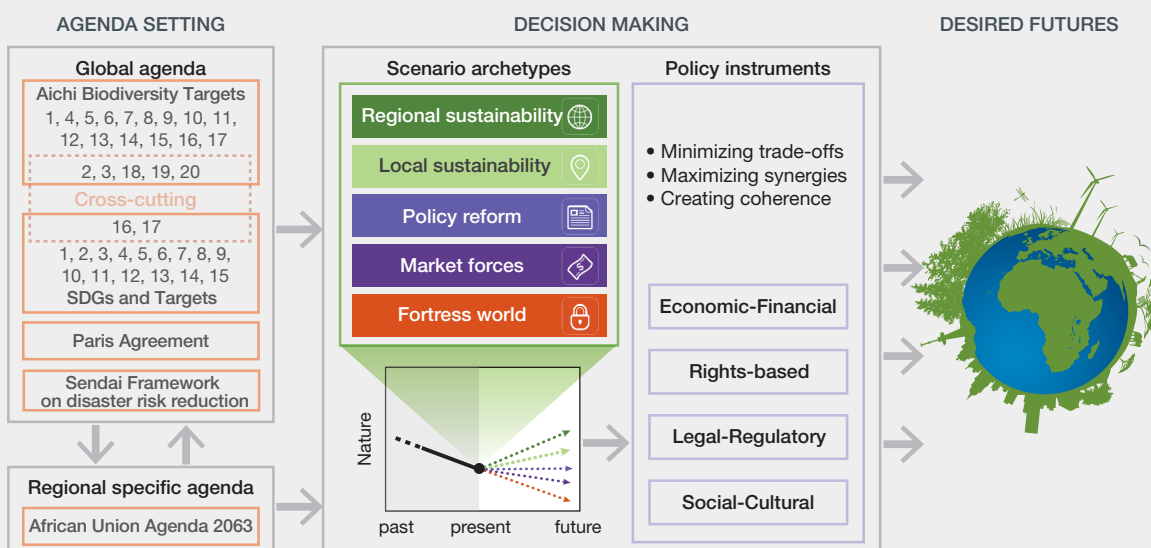 AGENDA SETTING
DECISION MAKING
DESIRED FUTURES
Global agenda
Aichi Biodiversity Targets
1, 4, 5, 6, 7, 8, 9, 10, 11,
12, 13, 14, 15, 16, 17
2, 3, 18, 19, 20
Cross-cutting
16, 17
1, 2, 3, 4, 5, 6, 7, 8, 9,
10, 11, 12, 13, 14, 15
SDGs and Targets
Paris Agreement
Sendai Framework
on disaster risk reduction
Regional specific agenda
African Union Agenda 2063
Scenario archetypes
Regional sustainability
Local sustainability
Policy reform
Market forces
$
Fortress world
Nature
past
present
future
Policy instruments
• Minimizing trade-offs
• Maximizing synergies
• Creating coherence
Economic-Financial
Rights-based
Legal-Regulatory
Social-Cultural